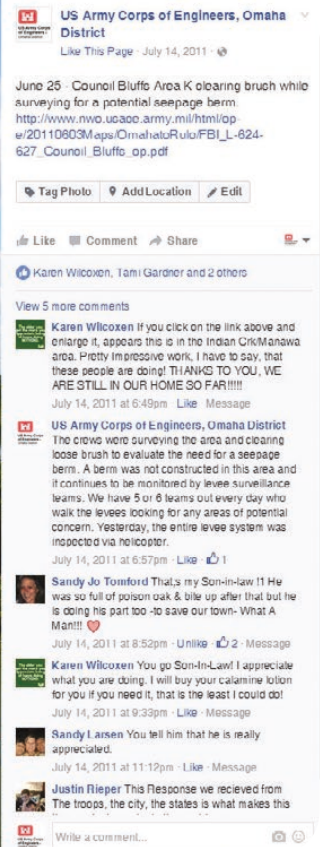 US Army Corps of Engineers, Omaha
District
Like This Page · July 14, 2011 ·
June 25 - Council Bluffs Area K clearing brush while
surveying for a potential seepage berm.
http://www.nwo.usace.army.mil/html/op-
e/20110603Maps/OmahatoRulo/FBI_L-624-
627_Council_Bluffs_op.pdf
Tag Photo Add Location Edit
Like Comment Share
Karen Wilcoxen, Tami Gardner and 2 others
View 5 more comments
Karen Wilcoxen If you click on the link above and
enlarge it, appears this is in the Indian Crk/Manawa
area. Pretty impressive work, I have to say, that
these people are doing! THANKS TO YOU, WE
ARE STILL IN OUR HOME SO FAR!!!!!
July 14, 2011 at 6:49pm · Like · Message
US Army Corps of Engineers, Omaha District
The crews were surveying the area and clearing
loose brush to evaluate the need for a seepage
berm. A berm was not constructed in this area and
it continues to be monitored by levee surveillance
teams. We have 5 or 6 teams out every day who
walk the levees looking for any areas of potential
concern. Yesterday, the entire levee system was
inspected via helicopter.
July 14, 2011 at 6:57pm · Like · 1
Sandy Jo Tomford That,s my Son-in-law !1 He
was so full of poison oak & bite up after that but he
is doing his part too -to save our town- What A
Man!!!
July 14, 2011 at 8:52pm · Unlike · 2 · Message
Karen Wilcoxen You go Son-In-Law! I appreciate
what you are doing. I will buy your calamine lotion
for you if you need it, that is the least I could do!
July 14, 2011 at 9:33pm · Like · Message
Sandy Larsen You tell him that he is really
appreciated.
July 14, 2011 at 11:12pm · Like · Message
Justin Rieper This Response we recieved from
The troops, the city, the states is what makes this
Write a comment...